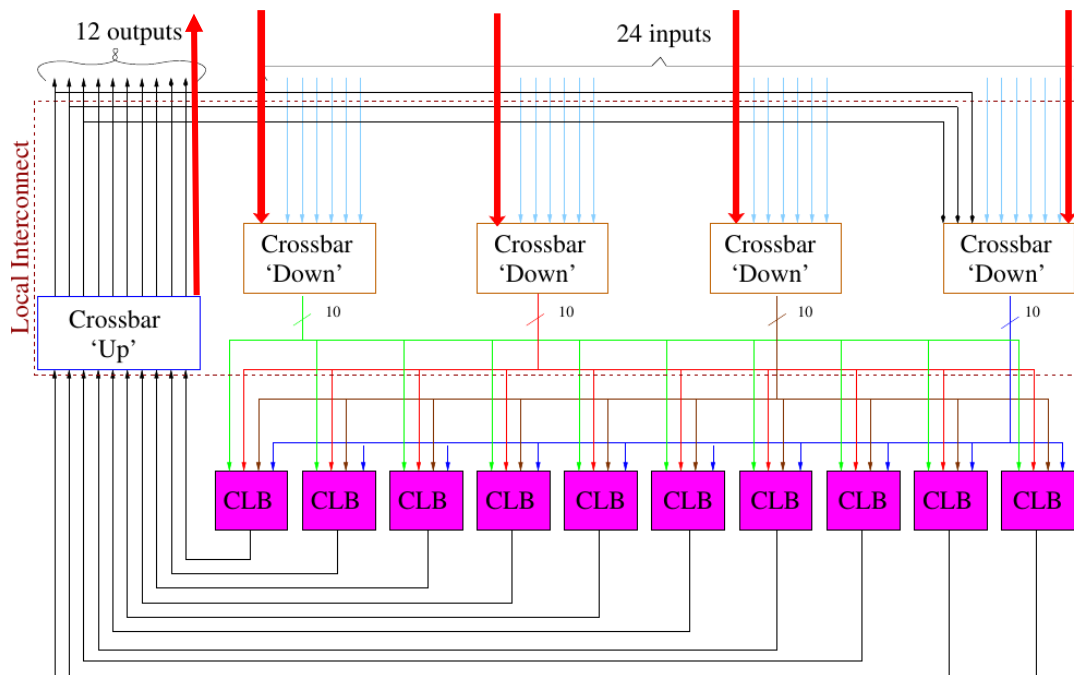 12 outputs
24 inputs
Local Interconnect
Crossbar
‘Down’
Crossbar
‘Down’
Crossbar
‘Down’
Crossbar
‘Down’
10
10
10
10
Crossbar
‘Up’
CLB
CLB
CLB
CLB
CLB
CLB
CLB
CLB
CLB
CLB